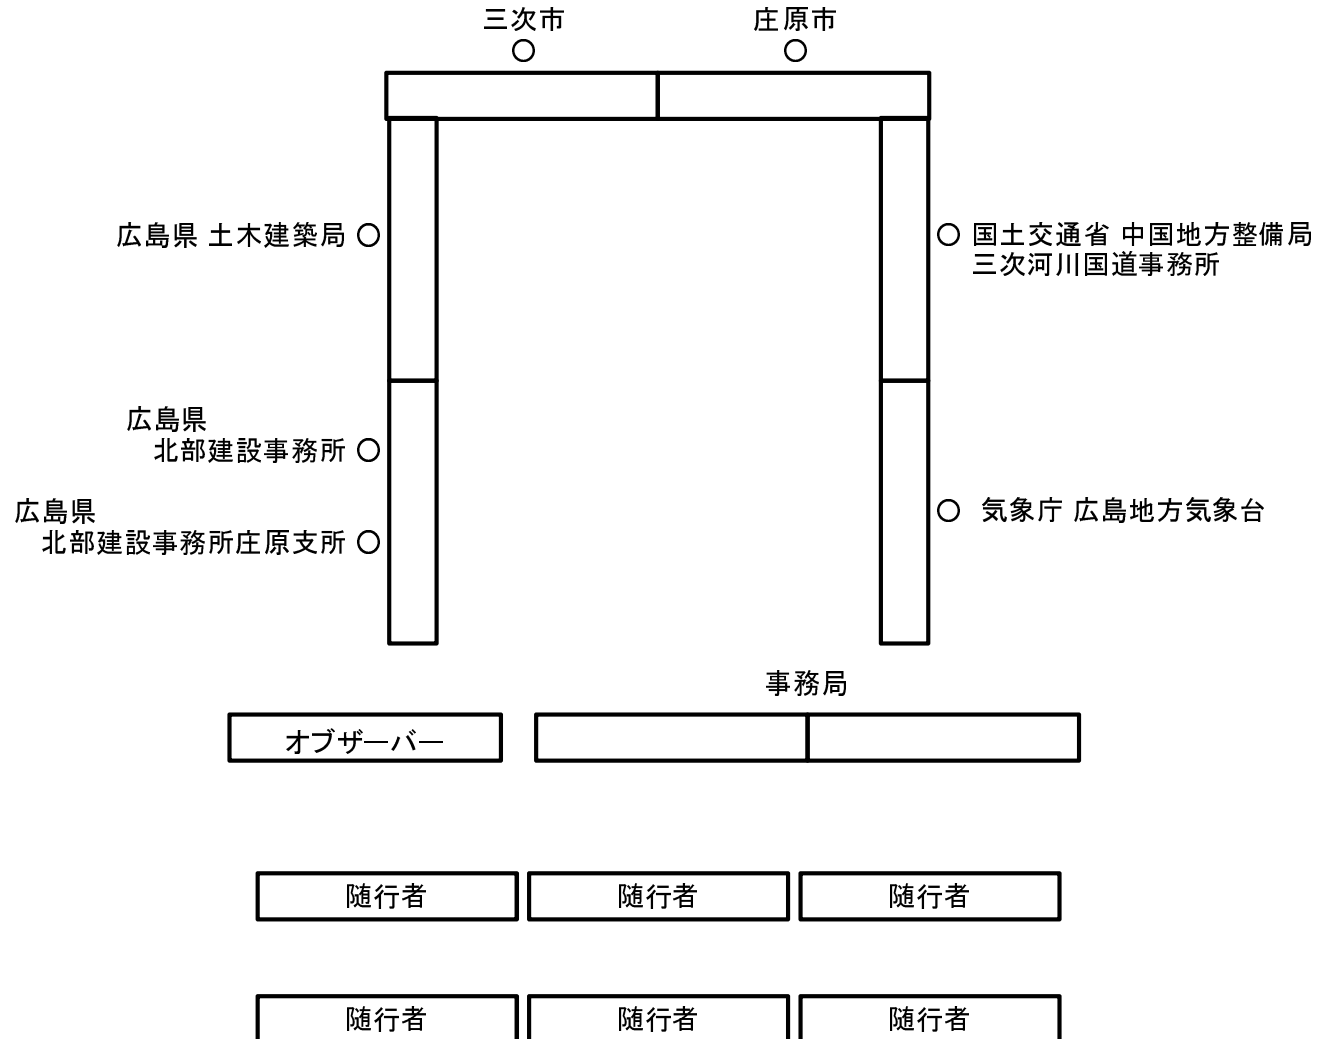 三次市
庄原市
広島県 土木建築局
国土交通省 中国地方整備局
三次河川国道事務所
広島県
北部建設事務所
広島県
北部建設事務所庄原支所
気象庁 広島地方気象台
事務局
オブザーバー
随行者
随行者
随行者
随行者
随行者
随行者